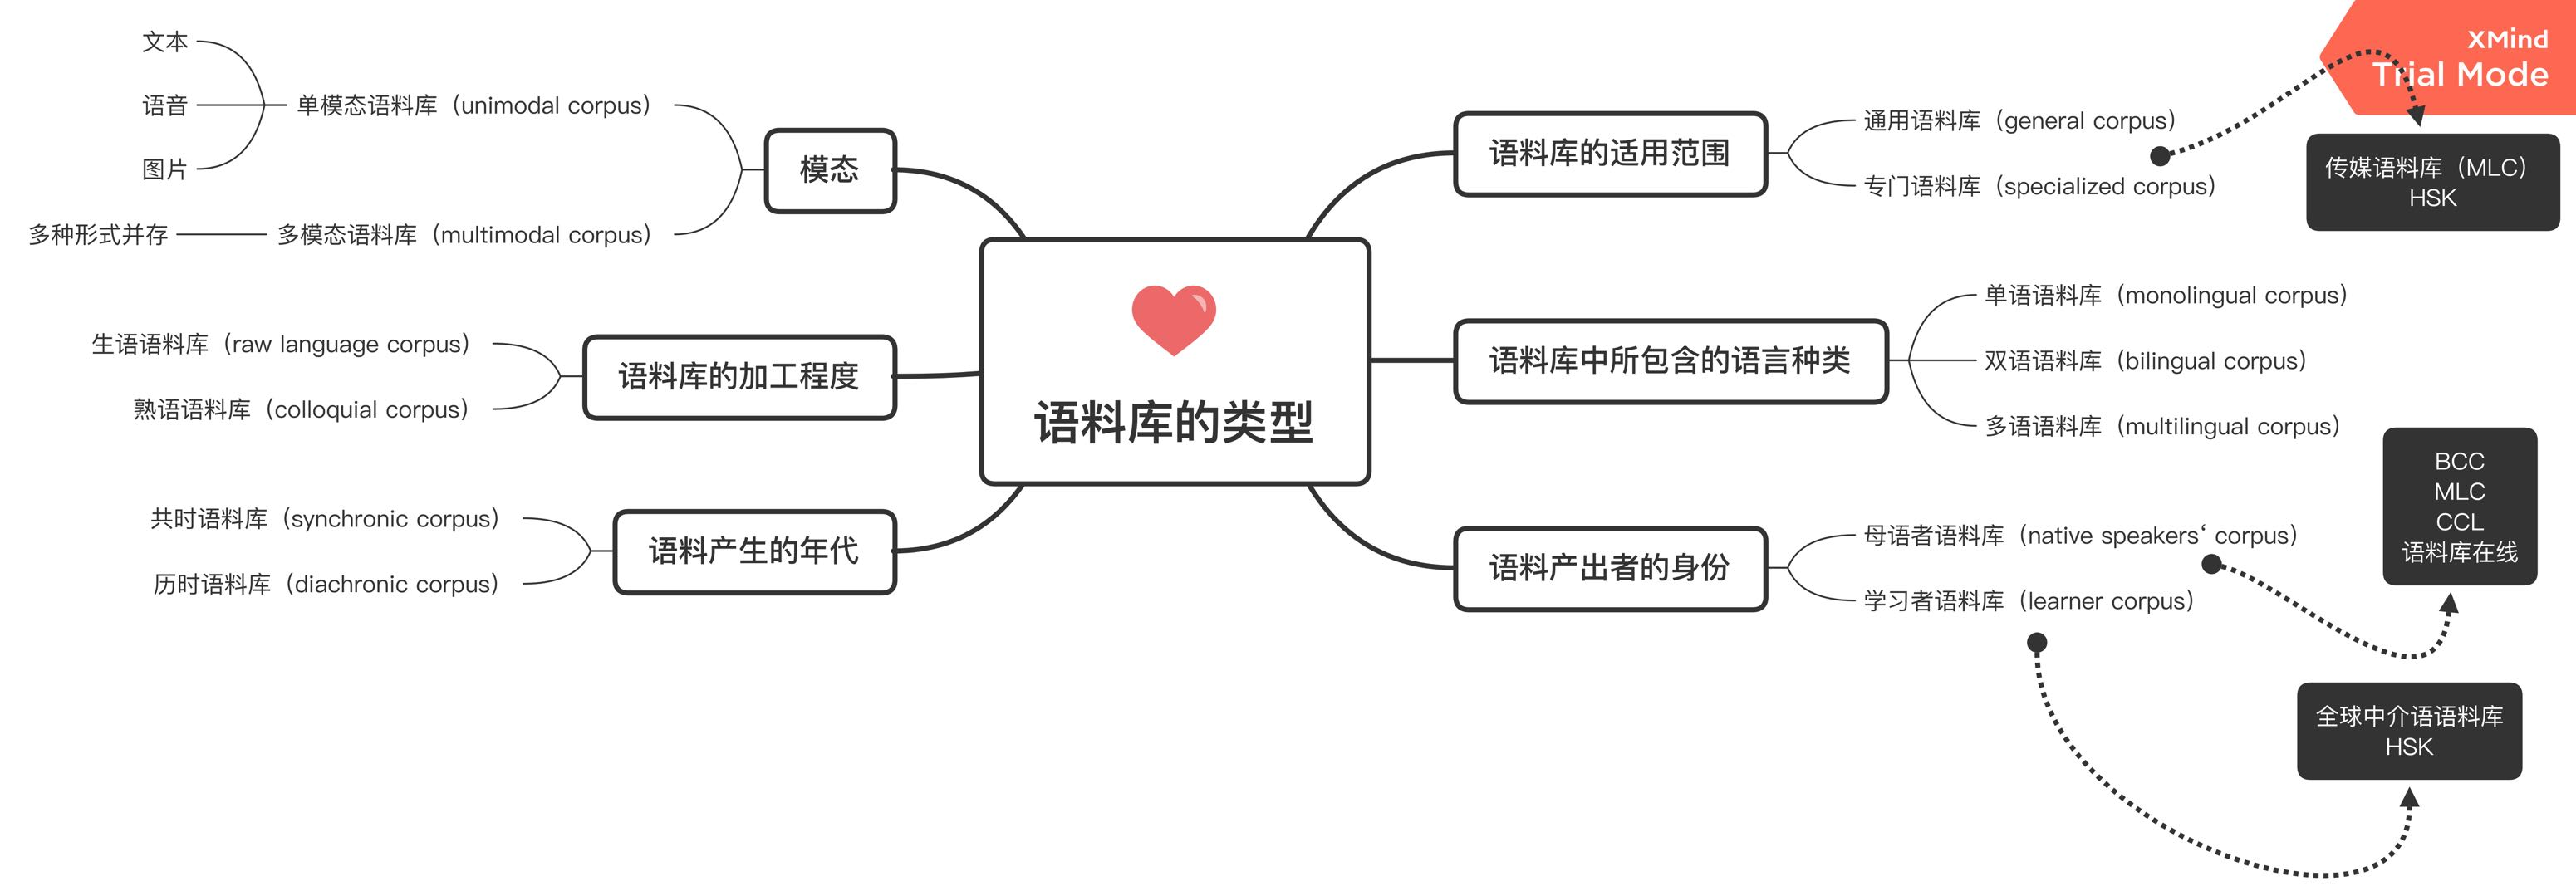 语料库的类型
语料库的适用范围
通用语料库（general corpus）
专门语料库（specialized corpus）
XMind
Trial Mode
传媒语料库（MLC）
HSK
语料库中所包含的语言种类
单语语料库（monolingual corpus）
双语语料库（bilingual corpus）
多语语料库（multilingual corpus）
语料产出者的身份
母语者语料库（native speakers‘ corpus）
学习者语料库（learner corpus）
BCC
MLC
CCL
语料库在线
全球中介语语料库
HSK
模态
单模态语料库（unimodal corpus）
文本
语音
图片
多模态语料库（multimodal corpus）
多种形式并存
语料库的加工程度
生语语料库（raw language corpus）
熟语语料库（colloquial corpus）
语料产生的年代
共时语料库（synchronic corpus）
历时语料库（diachronic corpus）